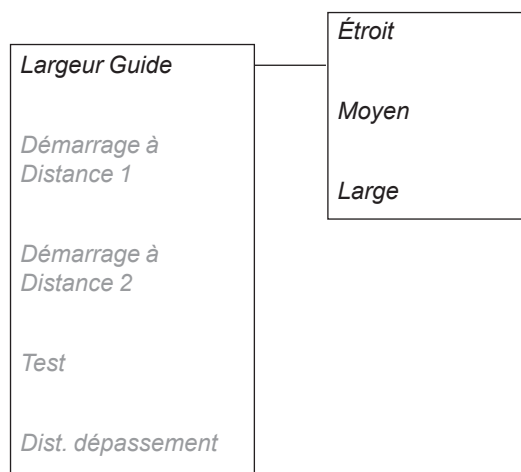 Largeur Guide
Démarrage à
Distance 1
Démarrage à
Distance 2
Test
Dist. dépassement
Étroit
Moyen
Large